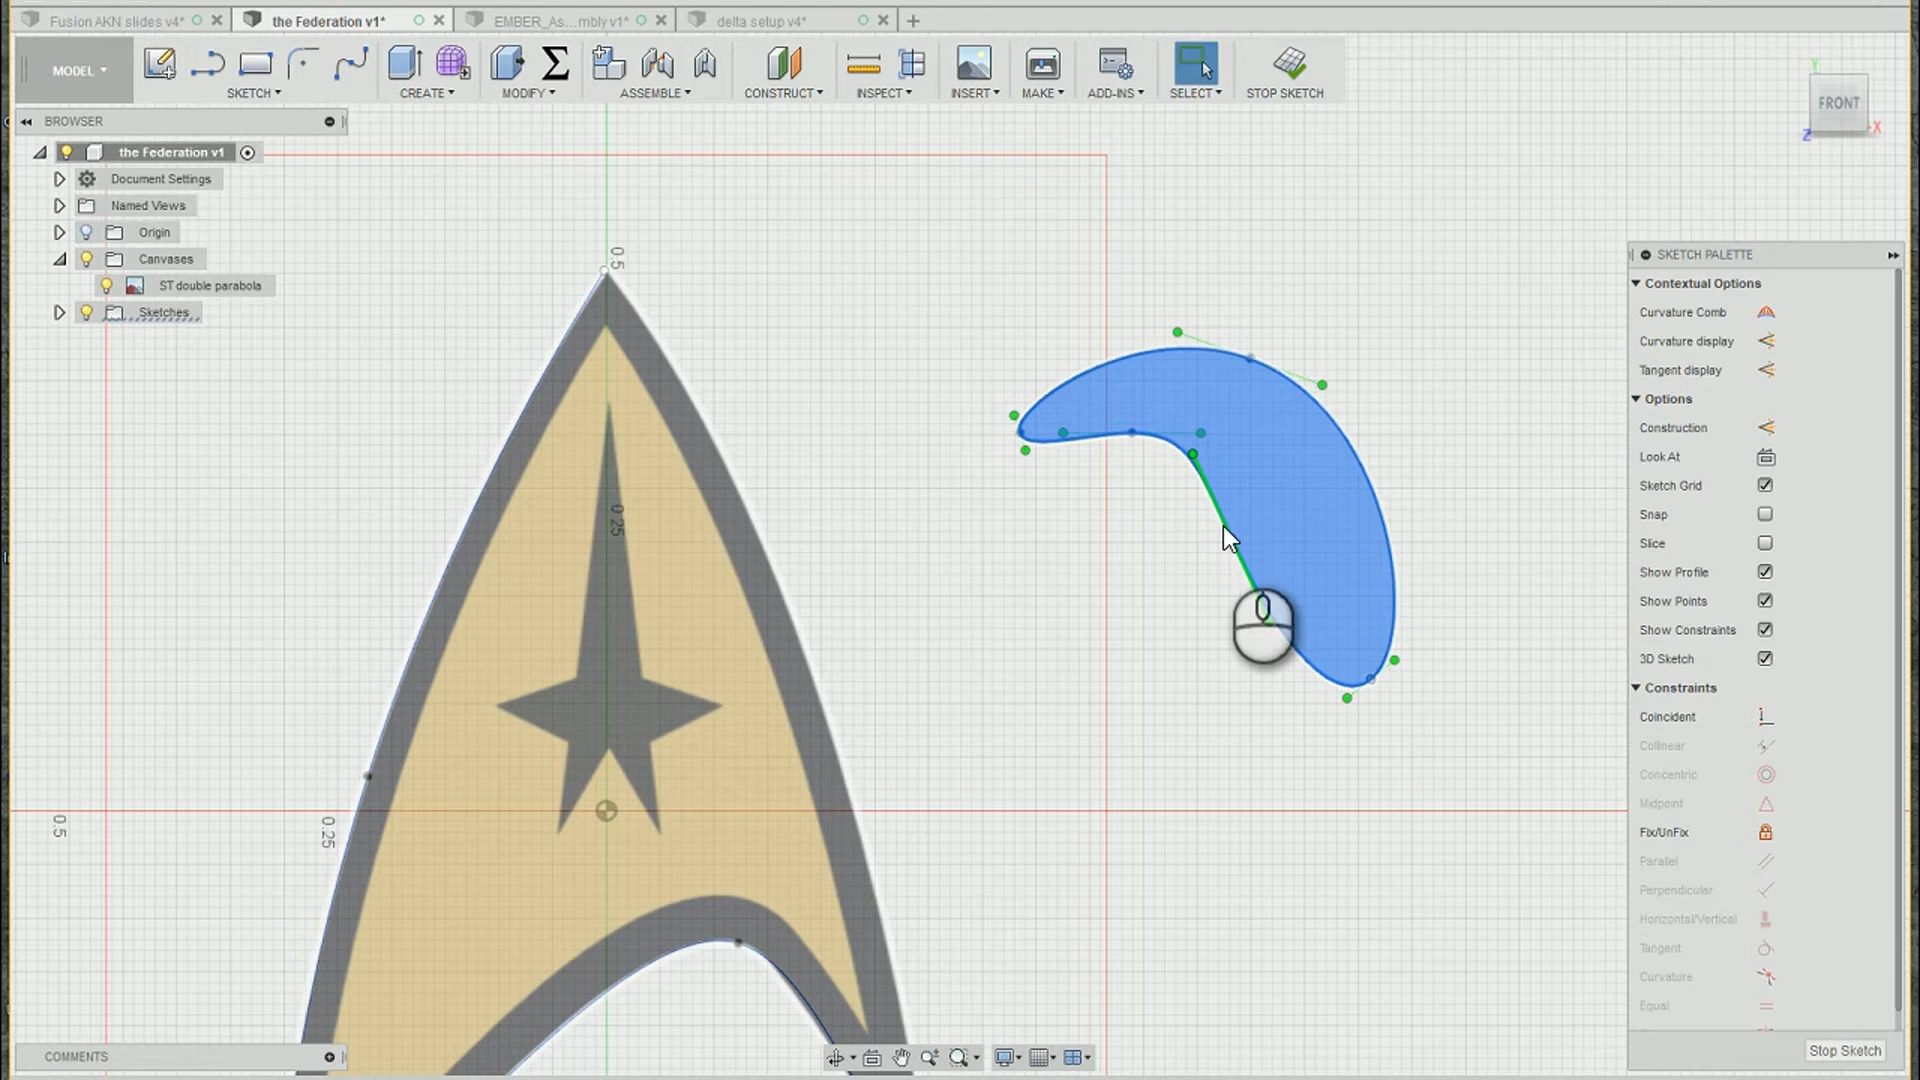 Fusion AKN slides v4*
the Federation v1*
EMBER_As...mbly v1*
delta setup v4*
MODEL
SKETCH
CREATE
MODIFY
ASSEMBLE
CONSTRUCT
INSPECT
INSERT
MAKE
ADD-INS
SELECT
STOP SKETCH
Y
FRONT
X
Z
BROWSER
the Federation v1
Document Settings
Named Views
Origin
Canvases
ST double parabola
Sketches
0.5
0.25
0.5
0.25
SKETCH PALETTE
Contextual Options
Curvature Comb
Curvature display
Tangent display
Options
Construction
Look At
Sketch Grid
Snap
Slice
Show Profile
Show Points
Show Constraints
3D Sketch
Constraints
Coincident
Collinear
Concentric
Midpoint
Fix/UnFix
Parallel
Perpendicular
Horizontal/Vertical
Tangent
Curvature
Equal
Stop Sketch
COMMENTS